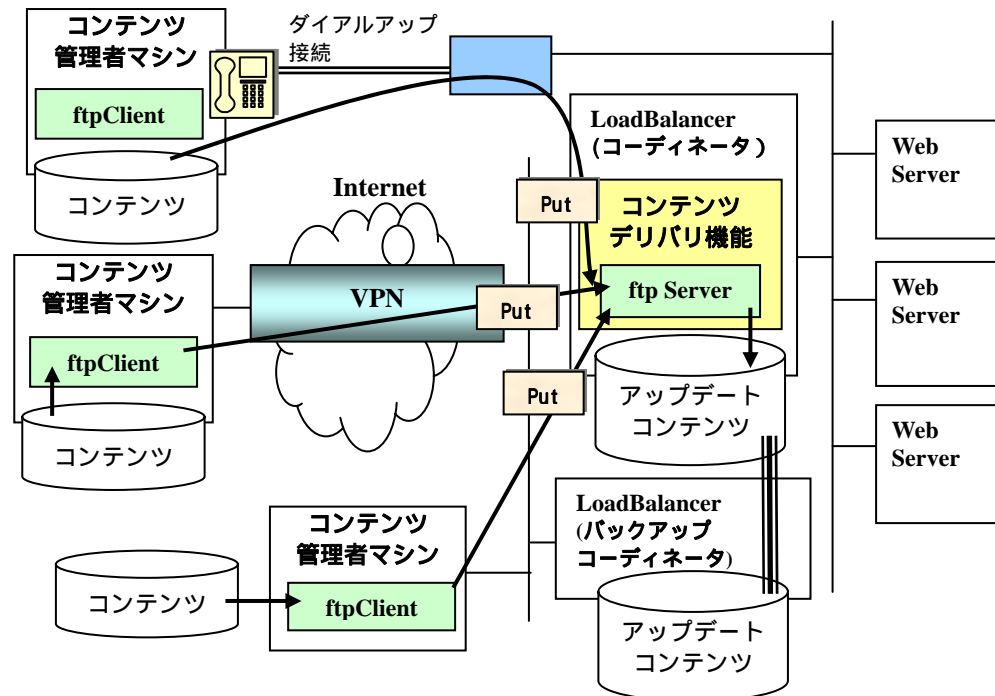 コンテンツ
管理者マシン
ftpClient
コンテンツ
ダイアルアップ
接続
Internet
VPN
コンテンツ
管理者マシン
ftpClient
コンテンツ
コンテンツ
コンテンツ
管理者マシン
ftpClient
Put
Put
Put
LoadBalancer
(コーディネータ)
コンテンツ
デリバリ機能
ftp Server
アップデート
コンテンツ
LoadBalancer
(バックアップ
コーディネータ)
アップデート
コンテンツ
Web
Server
Web
Server
Web
Server